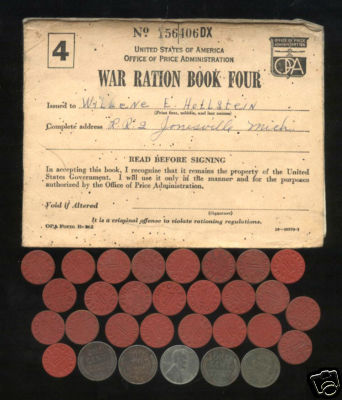 4
No 156406DX
UNITED STATES OF AMERICA
OFFICE OF PRICE ADMINISTRATION
OFFICE OF PRICE
ADMINISTRATION
OPA
WAR RATION BOOK FOUR
Issued to
(Print first, middle, and last names)
Complete address R.R.2 Jonesville, Mich
READ BEFORE SIGNING
In accepting this book, I recognize that it remains the property of the United
States Government. I will use it only in the manner and for the purposes
authorized by the Office of Price Administration.
Void if Altered
(Signature)
It is a criminal offense to violate rationing regulations.
OPA Form R-